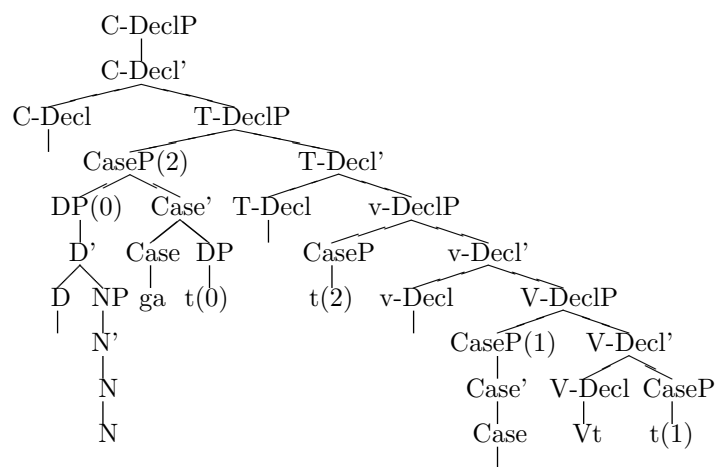 C-DeclP
C-Decl'
C-Decl T-DeclP
CaseP(2) T-Decl'
DP(0) Case' T-Decl v-DeclP
D' Case DP CaseP v-Decl'
D NP ga t(0) t(2) v-Decl V-DeclP
N' CaseP(1) V-Decl'
N Case' V-Decl CaseP
N Case Vt t(1)